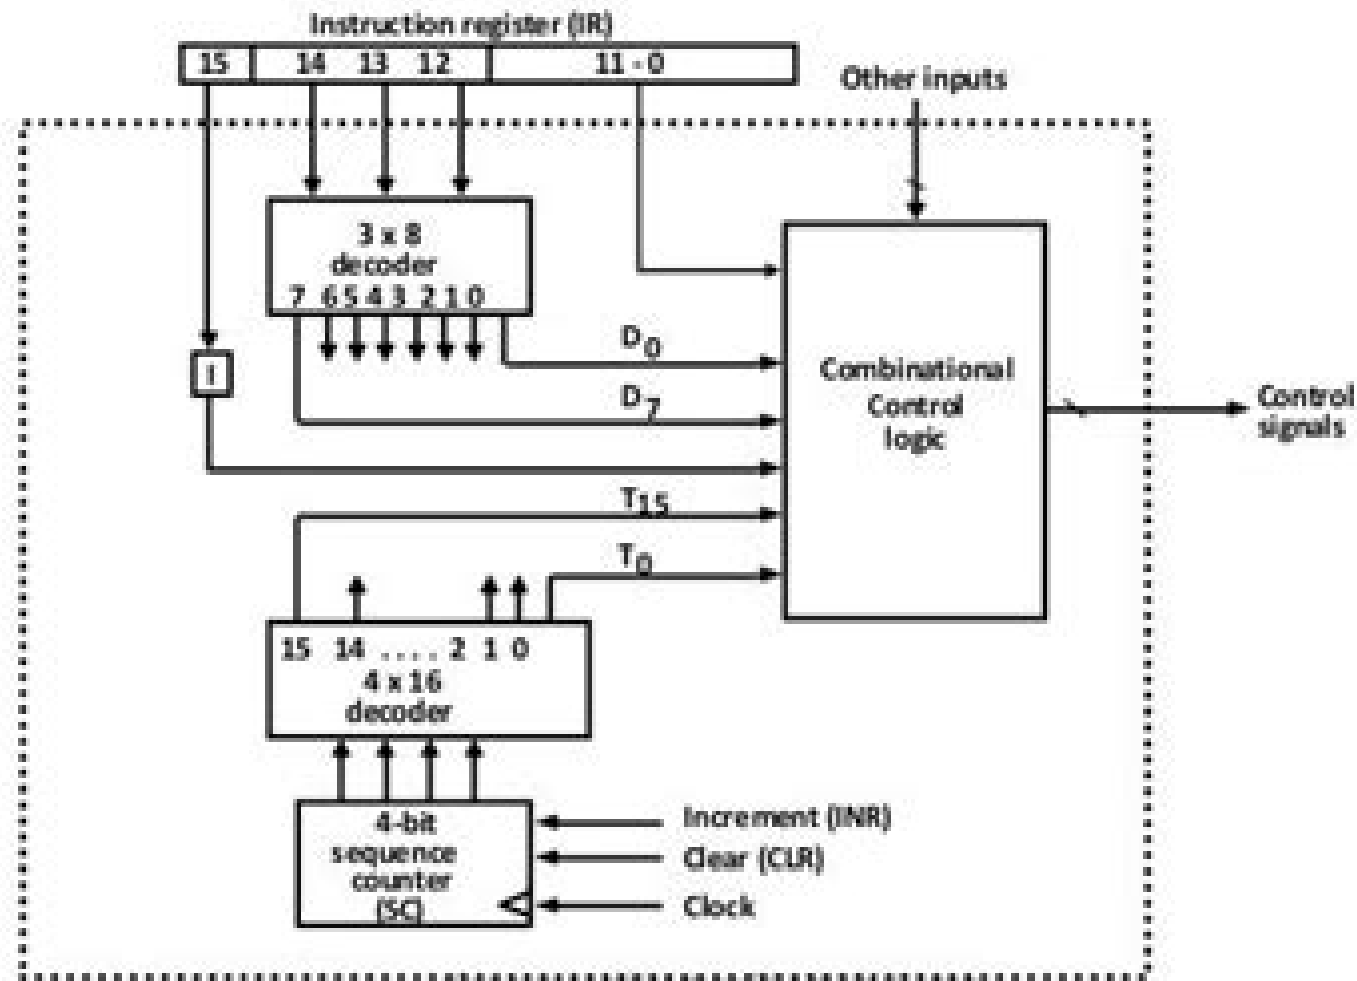 Instruction register (IR)
15 14 13 12 11 - 0
Other inputs
3 x 8
decoder
7 6 5 4 3 2 1 0
D0
I
D7
Combinational
Control
logic
Control
signals
T15
T0
15 14 .... 2 1 0
4 x 16
decoder
4-bit
sequence
counter
(SC)
Increment (INR)
Clear (CLR)
Clock